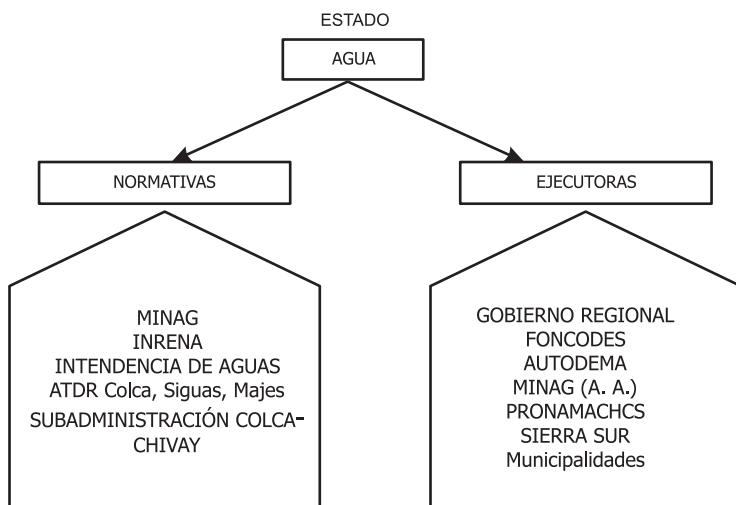 ESTADO
AGUA
NORMATIVAS
EJECUTORAS
MINAG
INRENA
INTENDENCIA DE AGUAS
ATDR Colca, Siguas, Majes
SUBADMINISTRACIÓN COLCA-
CHIVAY
GOBIERNO REGIONAL
FONCODES
AUTODEMA
MINAG (A. A.)
PRONAMACHCS
SIERRA SUR
Municipalidades